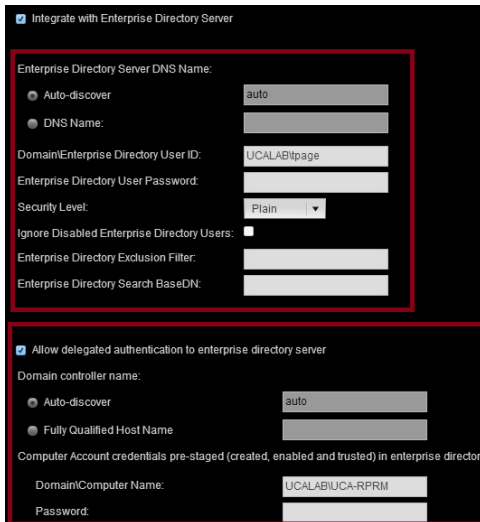 Integrate with Enterprise Directory Server
Enterprise Directory Server DNS Name:
Auto-discover auto
DNS Name:
Domain\Enterprise Directory User ID: UCALAB\tpage
Enterprise Directory User Password:
Security Level: Plain
Ignore Disabled Enterprise Directory Users:
Enterprise Directory Exclusion Filter:
Enterprise Directory Search BaseDN:
Allow delegated authentication to enterprise directory server
Domain controller name:
Auto-discover auto
Fully Qualified Host Name
Computer Account credentials pre-staged (created, enabled and trusted) in enterprise director
Domain\Computer Name: UCALAB\UCA-RPRM
Password: